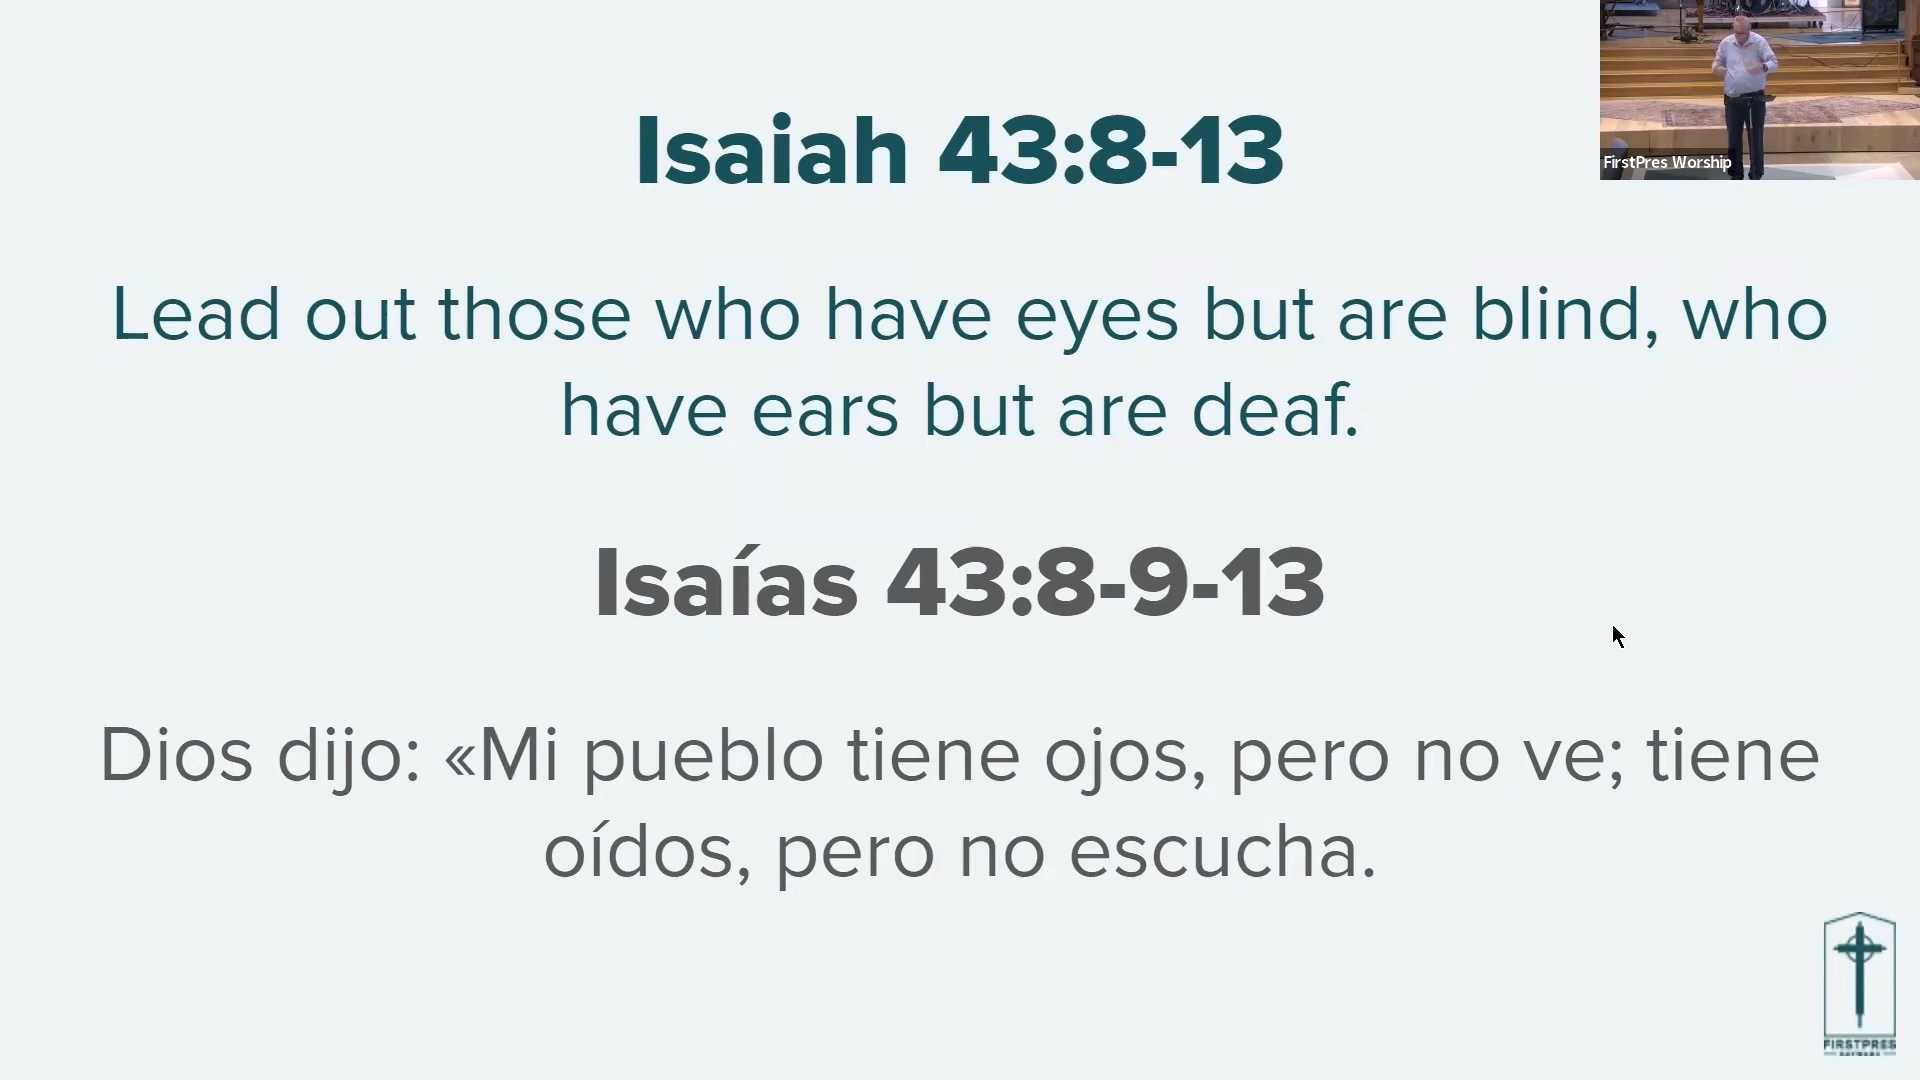 Isaiah 43:8-13
FirstPres Worship
Lead out those who have eyes but are blind, who
have ears but are deaf.
Isaías 43:8-9-13
Dios dijo: «Mi pueblo tiene ojos, pero no ve; tiene
oídos, pero no escucha.
FIRSTPRES